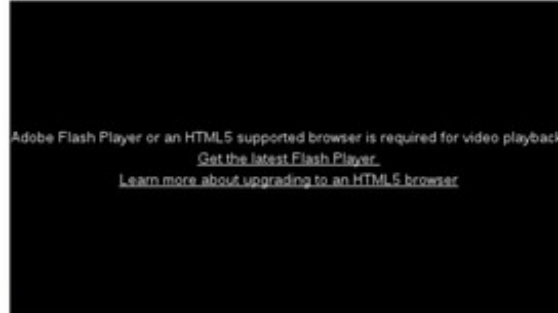 Adobe Flash Player or an HTML5 supported browser is required for video playback
Get the latest Flash Player
Learn more about upgrading to an HTML5 browser